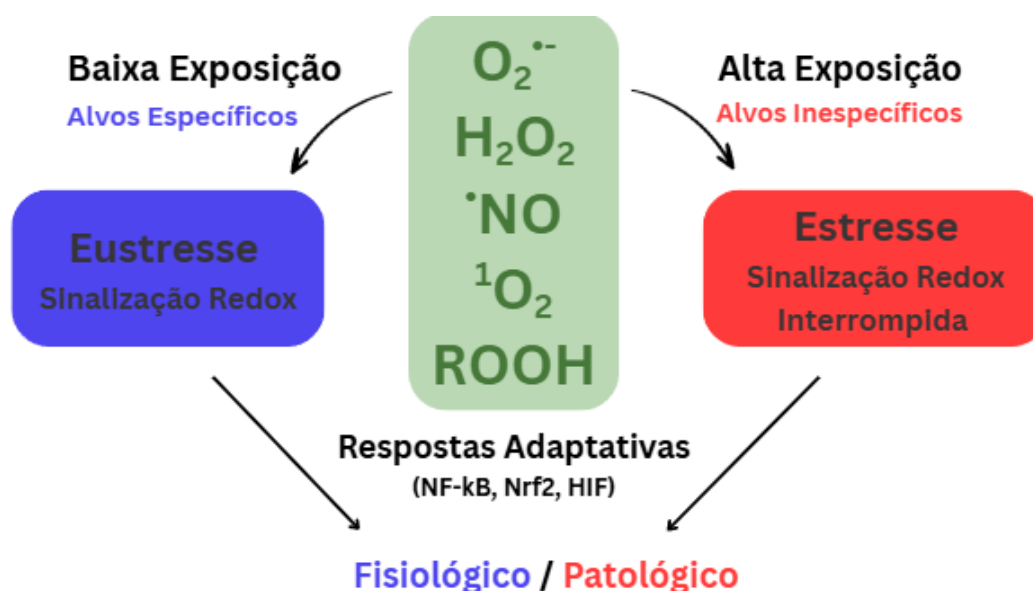 Baixa Exposição
Alvos Específicos
O₂•⁻
H₂O₂
•NO
¹O₂
ROOH
Alta Exposição
Alvos Inespecíficos
Eustresse
Sinalização Redox
Estresse
Sinalização Redox
Interrompida
Respostas Adaptativas
(NF-kB, Nrf2, HIF)
Fisiológico / Patológico